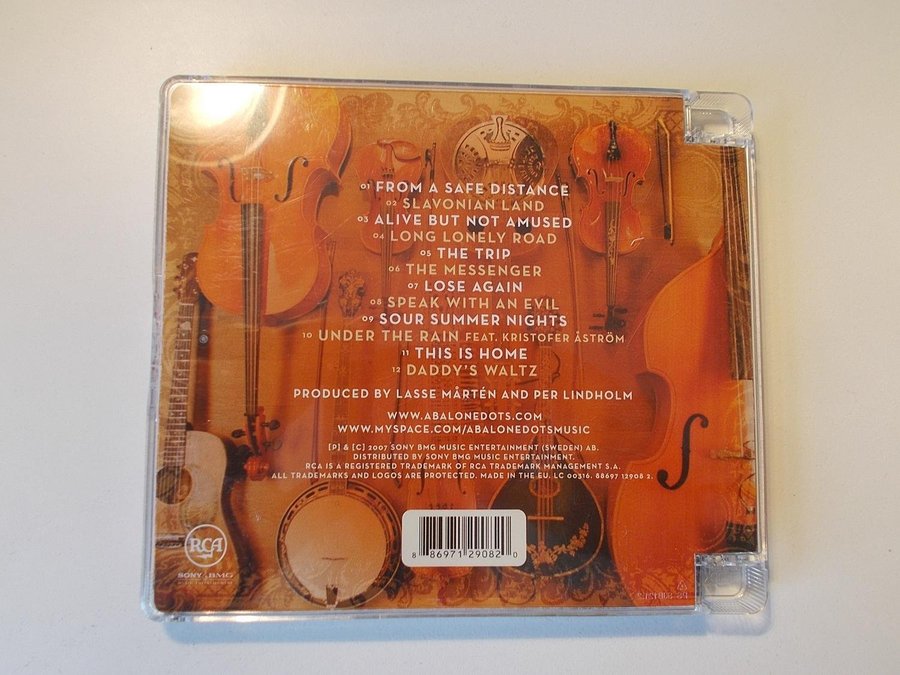 01 FROM A SAFE DISTANCE
02 SLAVONIAN LAND
03 ALIVE BUT NOT AMUSED
04 LONG LONELY ROAD
05 THE TRIP
06 THE MESSENGER
07 LOSE AGAIN
08 SPEAK WITH AN EVIL
09 SOUR SUMMER NIGHTS
10 UNDER THE RAIN FEAT. KRISTOFER ÅSTRÖM
11 THIS IS HOME
12 DADDY'S WALTZ
PRODUCED BY LASSE MÅRTÉN AND PER LINDHOLM
WWW.ABALONEDOTS.COM
WWW.MYSPACE.COM/ABALONEDOTSMUSIC
[P] & [C] 2007 SONY BMG MUSIC ENTERTAINMENT (SWEDEN) AB.
DISTRIBUTED BY SONY BMG MUSIC ENTERTAINMENT.
RCA IS A REGISTERED TRADEMARK OF RCA TRADEMARK MANAGEMENT S.A.
ALL TRADEMARKS AND LOGOS ARE PROTECTED. MADE IN THE EU. LC 00316. 88697 12908 2.
8 86971 29082 0
RCA
SONY BMG
MUSIC ENTERTAINMENT